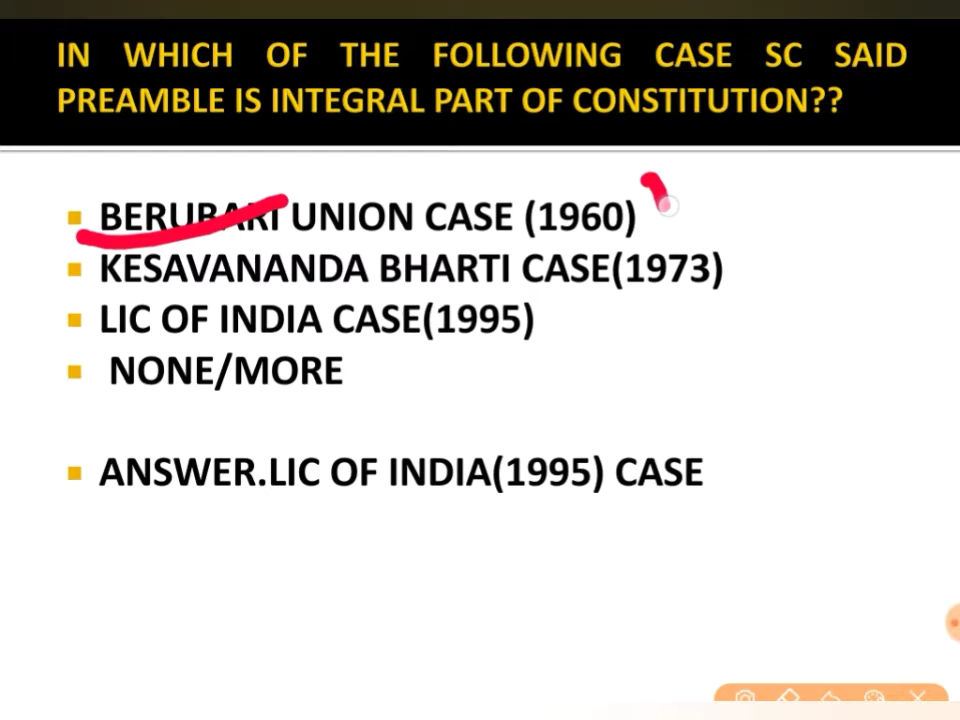 IN WHICH OF THE FOLLOWING CASE SC SAID
PREAMBLE IS INTEGRAL PART OF CONSTITUTION??
BERUBARI UNION CASE (1960)
KESAVANANDA BHARTI CASE(1973)
LIC OF INDIA CASE(1995)
NONE/MORE
ANSWER.LIC OF INDIA(1995) CASE